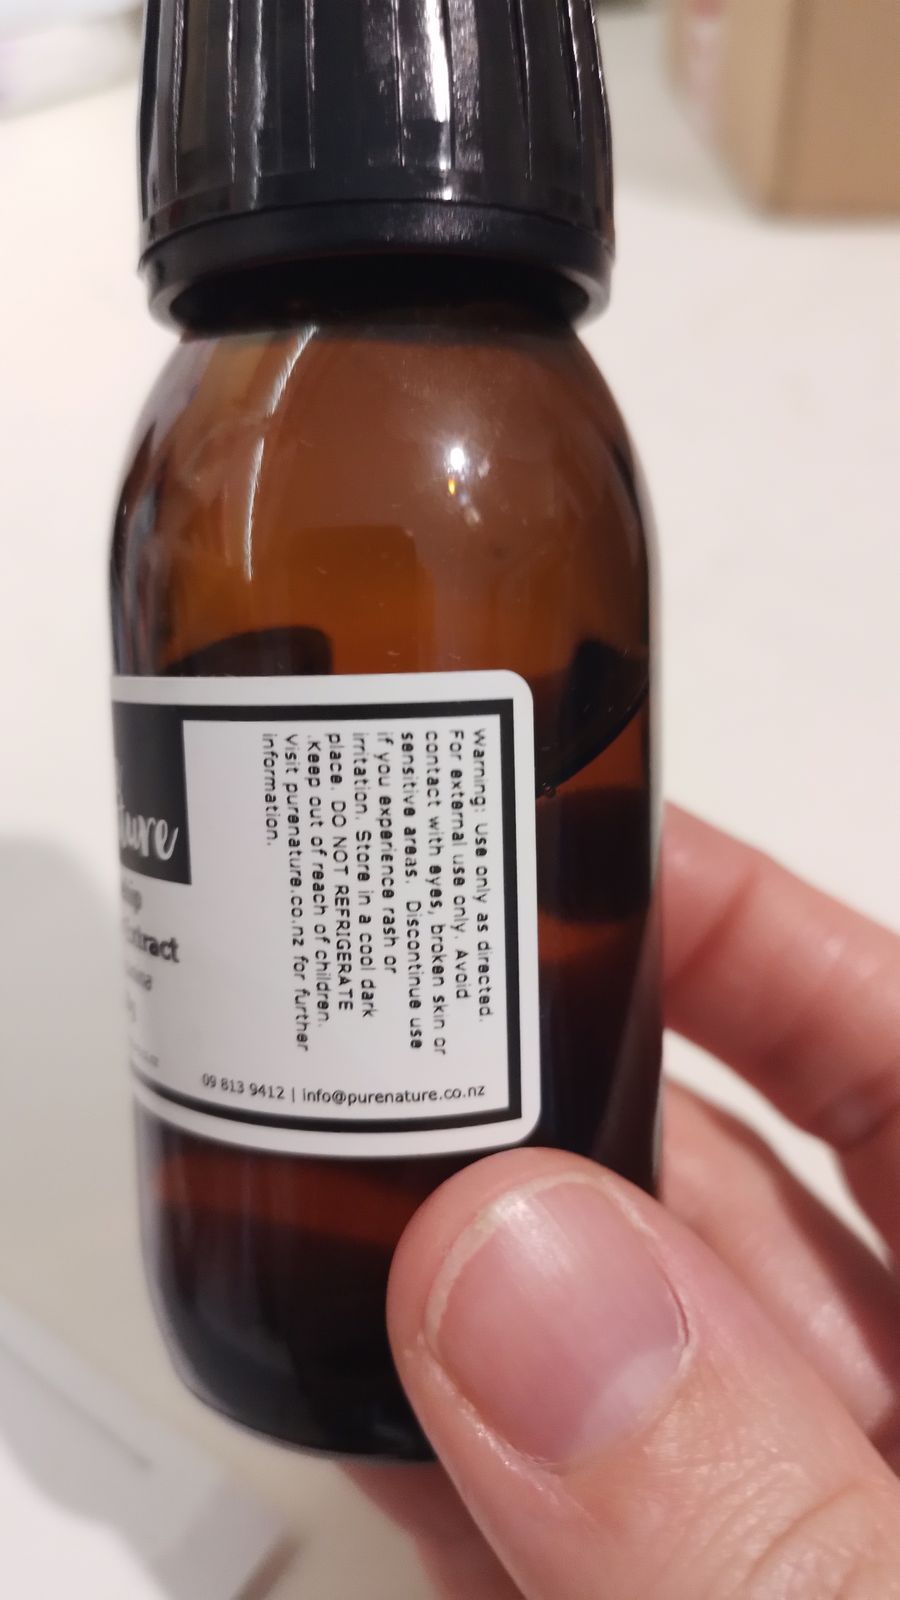 Warning: Use only as directed.
For external use only. Avoid
contact with eyes, broken skin or
sensitive areas. Discontinue use
if you experience rash or
irritation. Store in a cool dark
place. DO NOT REFRIGERATE
.Keep out of reach of children.
Visit purenature.co.nz for further
information.
09 813 9412 | info@purenature.co.nz